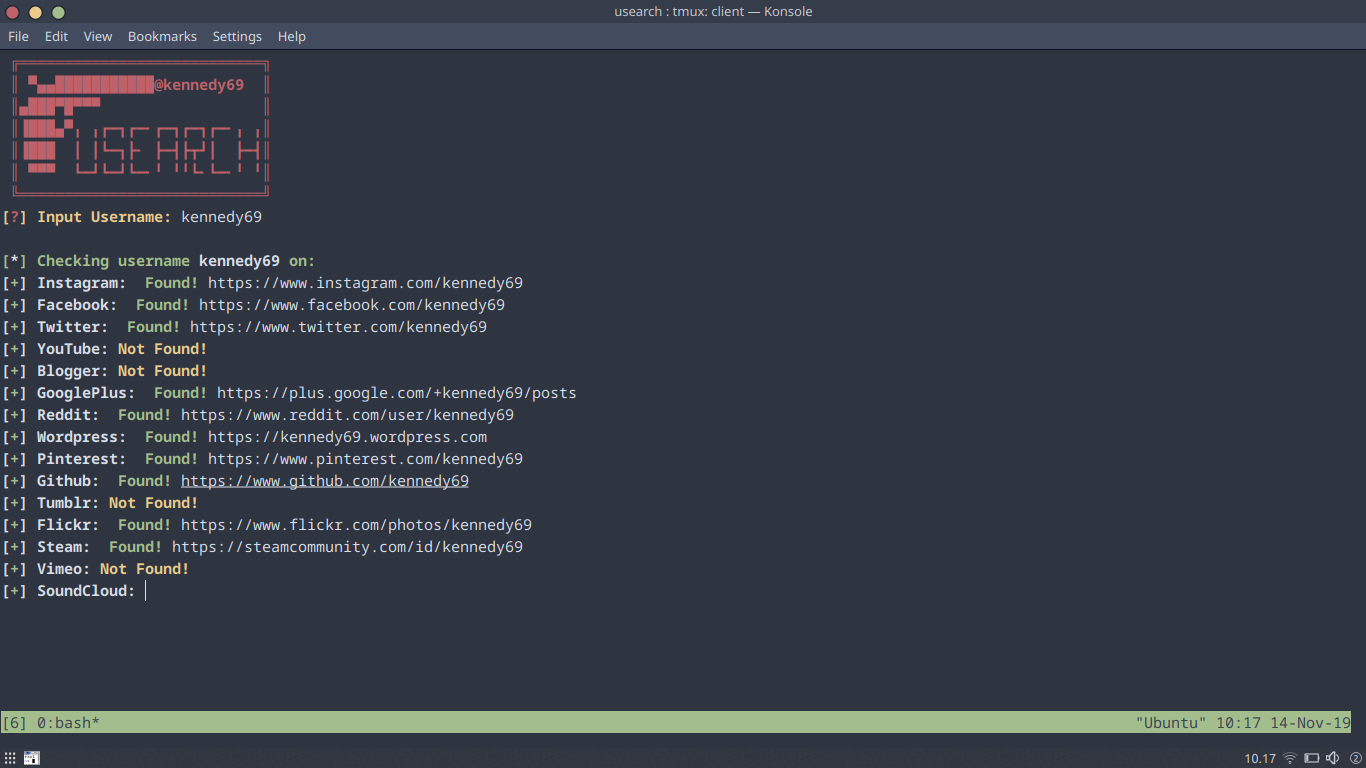 usearch : tmux: client — Konsole
File Edit View Bookmarks Settings Help
@kennedy69
USEARCH
[?] Input Username: kennedy69
[*] Checking username kennedy69 on:
[+] Instagram:  Found! https://www.instagram.com/kennedy69
[+] Facebook:  Found! https://www.facebook.com/kennedy69
[+] Twitter:  Found! https://www.twitter.com/kennedy69
[+] YouTube: Not Found!
[+] Blogger: Not Found!
[+] GooglePlus:  Found! https://plus.google.com/+kennedy69/posts
[+] Reddit:  Found! https://www.reddit.com/user/kennedy69
[+] Wordpress:  Found! https://kennedy69.wordpress.com
[+] Pinterest:  Found! https://www.pinterest.com/kennedy69
[+] Github:  Found! https://www.github.com/kennedy69
[+] Tumblr: Not Found!
[+] Flickr:  Found! https://www.flickr.com/photos/kennedy69
[+] Steam:  Found! https://steamcommunity.com/id/kennedy69
[+] Vimeo: Not Found!
[+] SoundCloud:
[6] 0:bash* "Ubuntu" 10:17 14-Nov-19
10.17 2